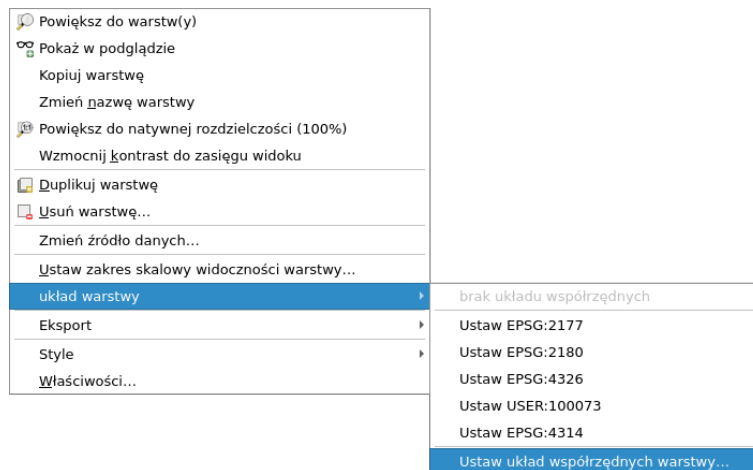 Powiększ do warstw(y)
Pokaż w podglądzie
Kopiuj warstwę
Zmień nazwę warstwy
Powiększ do natywnej rozdzielczości (100%)
Wzmocnij kontrast do zasięgu widoku
Duplikuj warstwę
Usuń warstwę...
Zmień źródło danych...
Ustaw zakres skalowy widoczności warstwy...
układ warstwy
Eksport
Style
Właściwości...
brak układu współrzędnych
Ustaw EPSG:2177
Ustaw EPSG:2180
Ustaw EPSG:4326
Ustaw USER:100073
Ustaw EPSG:4314
Ustaw układ współrzędnych warstwy...